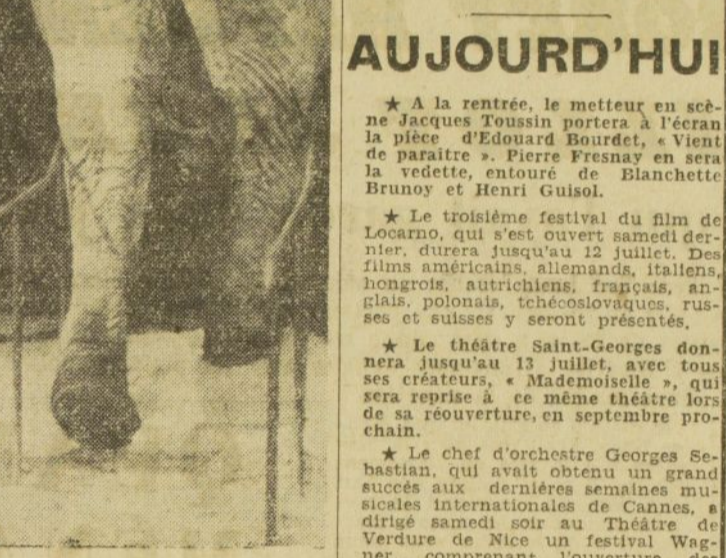 AUJOURD'HUI
★ A la rentrée, le metteur en scè-
ne Jacques Toussin portera à l'écran
la pièce d'Edouard Bourdet, « Vient
de paraitre ». Pierre Fresnay en sera
la vedette, entouré de Blanchette
Brunoy et Henri Guisol.
★ Le troisième festival du film de
Locarno, qui s'est ouvert samedi der-
nier, durera jusqu'au 12 juillet. Des
films américains, allemands, italiens,
hongrois, autrichiens, français, an-
glais, polonais, tchécoslovaques, rus-
ses et suisses y seront présentés.
★ Le théâtre Saint-Georges don-
nera jusqu'au 13 juillet, avec tous
ses créateurs, « Mademoiselle », qui
sera reprise à ce même théâtre lors
de sa réouverture, en septembre pro-
chain.
★ Le chef d'orchestre Georges Se-
bastian, qui avait obtenu un grand
succès aux dernières semaines mu-
sicales internationales de Cannes, a
dirigé samedi soir au Théâtre de
Verdure de Nice un festival Wag-
ner, comprenant l'ouverture des